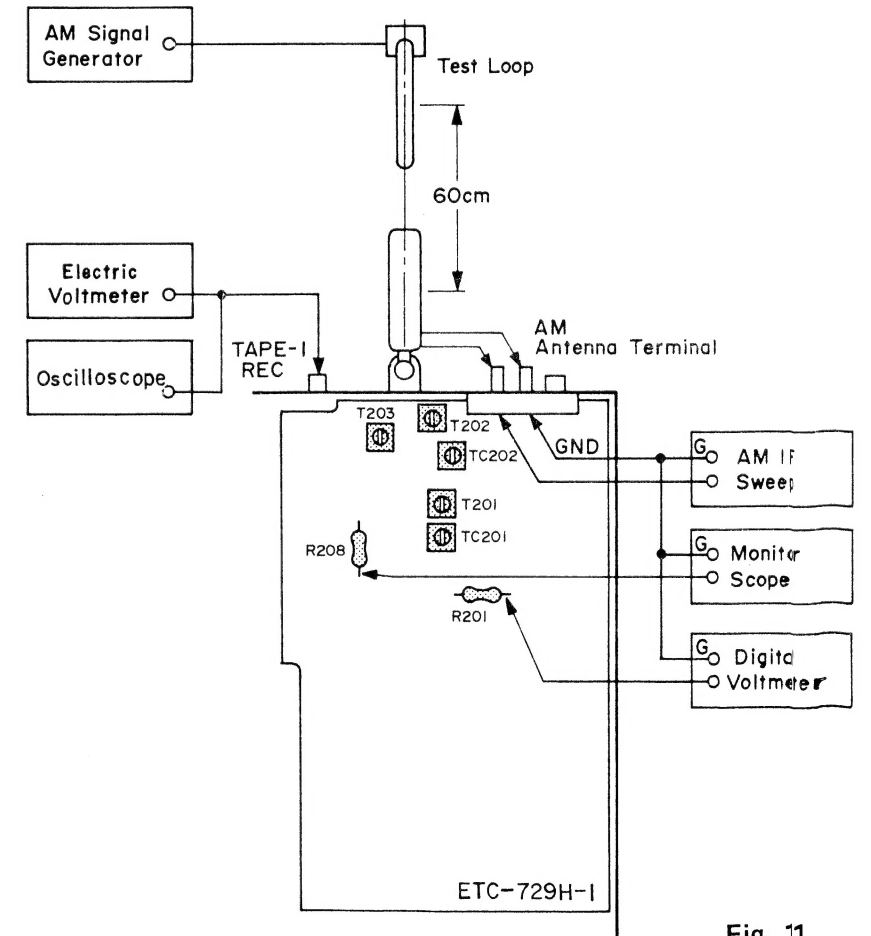 AM Signal
Generator
Test Loop
60cm
Electric
Voltmeter
Oscilloscope
TAPE-1
REC
AM
Antenna Terminal
T203
T202
TC202
GND
T201
TC201
R208
R201
G
AM IF
Sweep
G
Monitor
Scope
G
Digital
Voltmeter
ETC-729H-1
Fig. 11